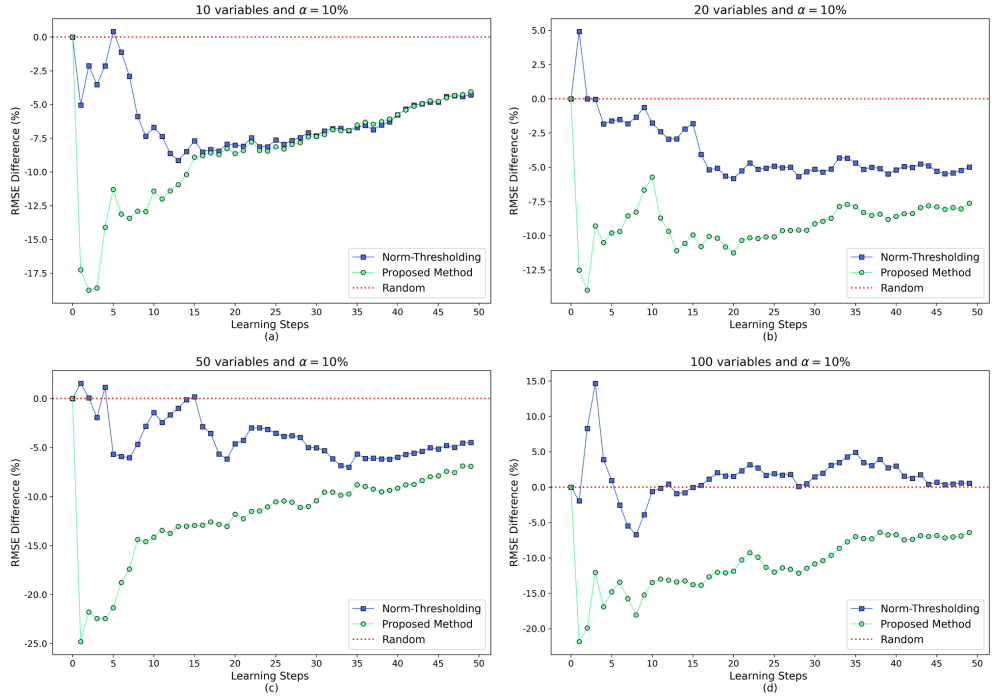 10 variables and α = 10%
RMSE Difference (%)
0.0
-2.5
-5.0
-7.5
-10.0
-12.5
-15.0
-17.5
Norm-Thresholding
Proposed Method
Random
0 5 10 15 20 25 30 35 40 45 50
Learning Steps
(a)
20 variables and α = 10%
RMSE Difference (%)
5.0
2.5
0.0
-2.5
-5.0
-7.5
-10.0
-12.5
Norm-Thresholding
Proposed Method
Random
0 5 10 15 20 25 30 35 40 45 50
Learning Steps
(b)
50 variables and α = 10%
RMSE Difference (%)
0.0
-5.0
-10.0
-15.0
-20.0
-25.0
Norm-Thresholding
Proposed Method
Random
0 5 10 15 20 25 30 35 40 45 50
Learning Steps
(c)
100 variables and α = 10%
RMSE Difference (%)
15.0
10.0
5.0
0.0
-5.0
-10.0
-15.0
-20.0
Norm-Thresholding
Proposed Method
Random
0 5 10 15 20 25 30 35 40 45 50
Learning Steps
(d)